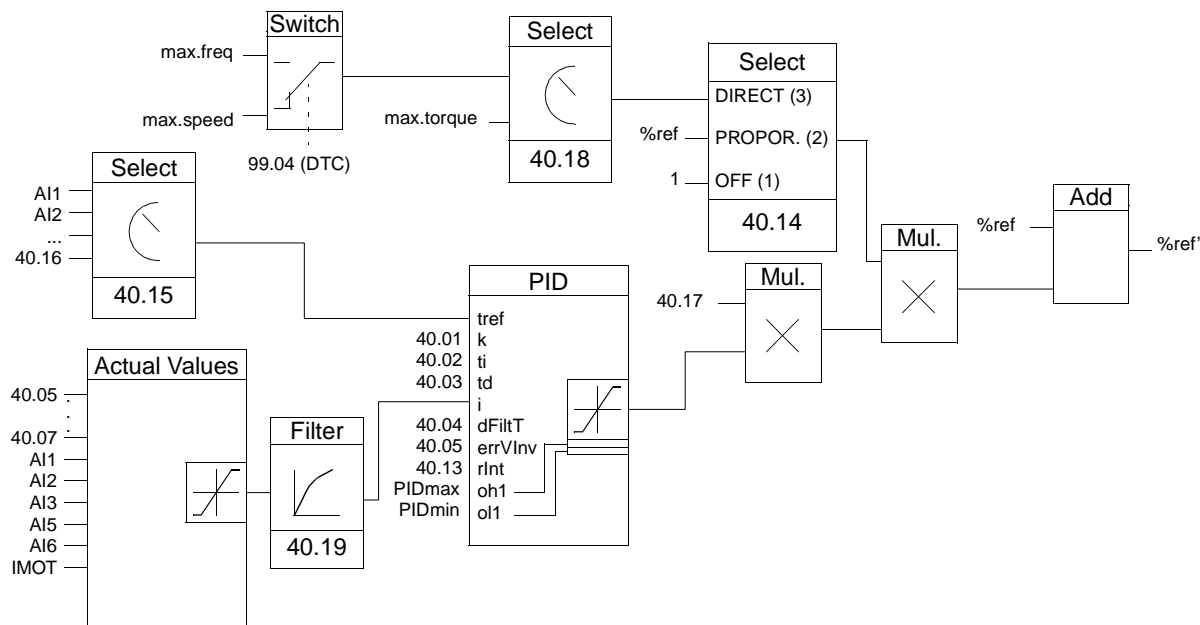 Switch
max.freq
max.speed
99.04 (DTC)
Select
max.torque
40.18
Select
DIRECT (3)
%ref
PROPOR. (2)
1
OFF (1)
40.14
Select
AI1
AI2
...
40.16
40.15
Add
%ref
%ref'
Mul.
Mul.
40.17
PID
tref
40.01 k
40.02 ti
40.03 td
i
40.04 dFiltT
40.05 errVInv
40.13 rInt
PIDmax oh1
PIDmin ol1
Actual Values
40.05
.
.
40.07
AI1
AI2
AI3
AI5
AI6
IMOT
Filter
40.19